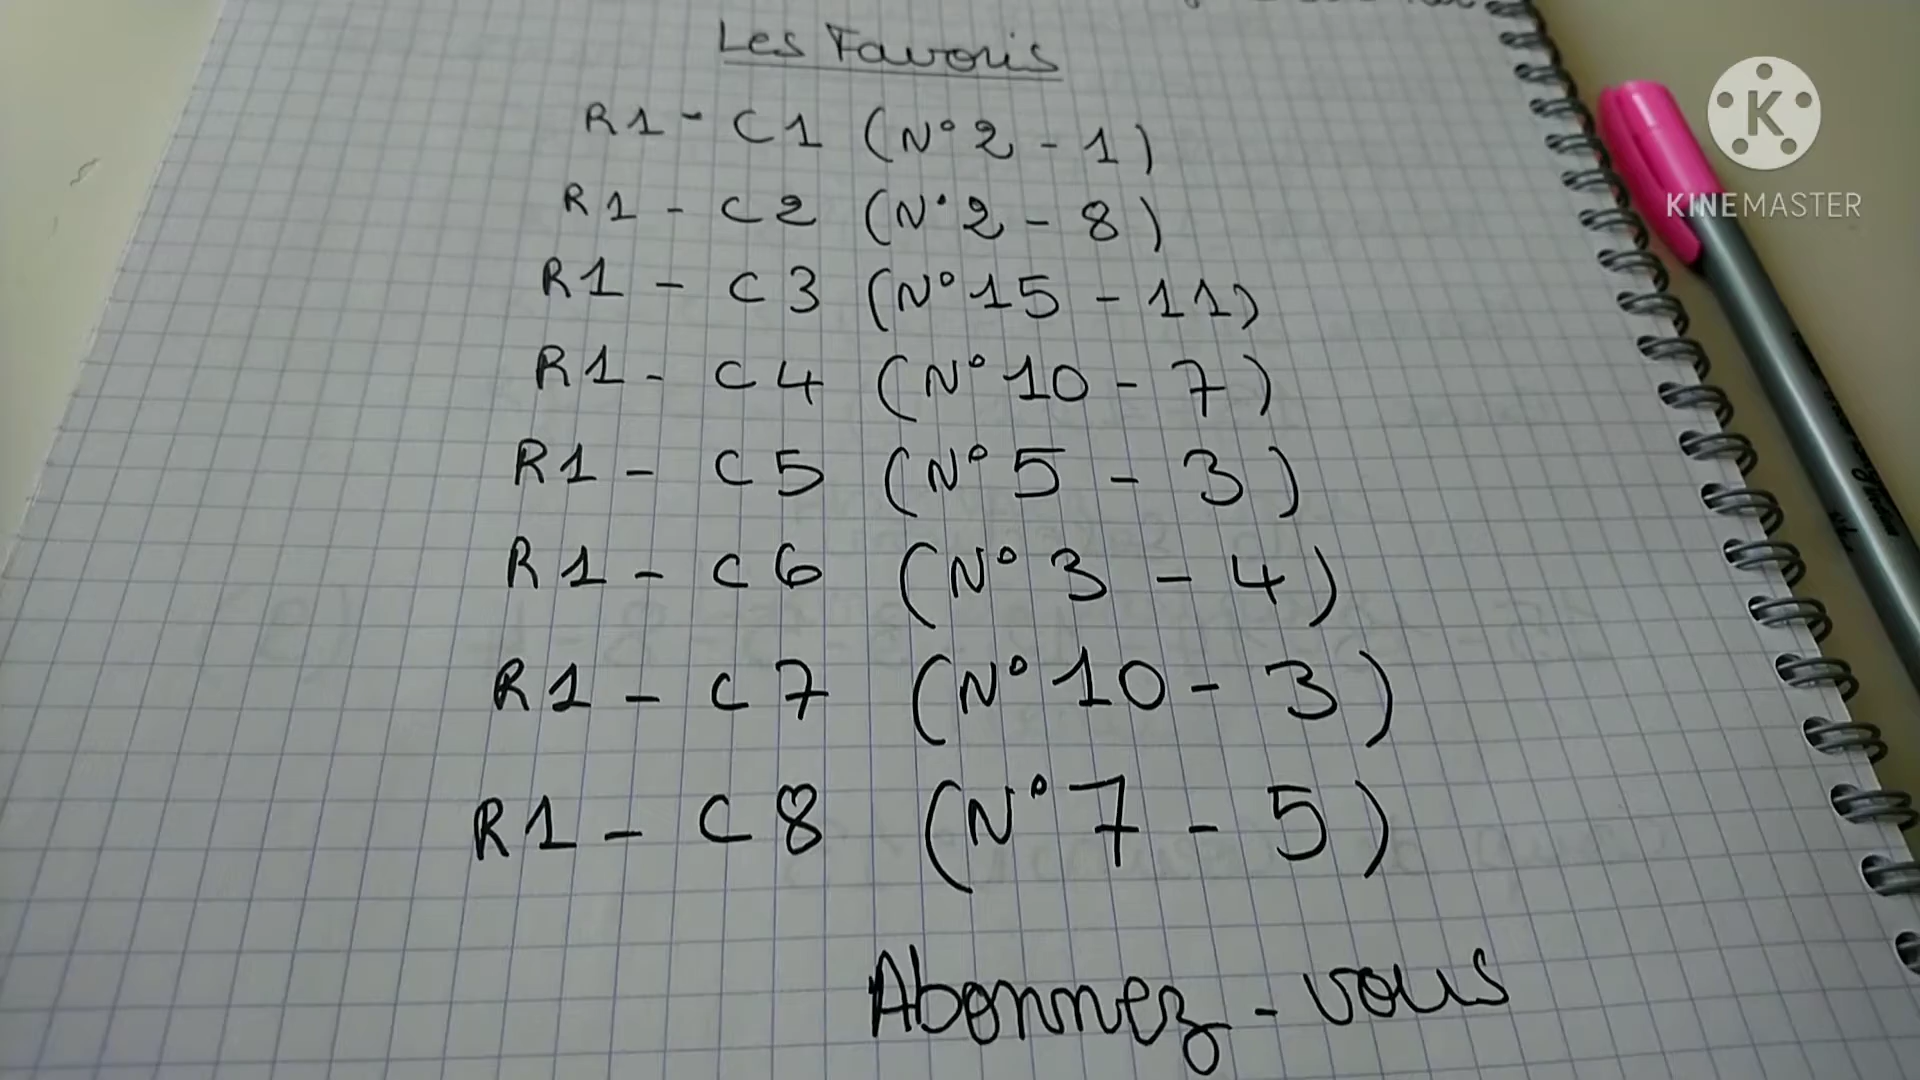 Les Favoris
R1 - C1 (N° 2 - 1)
R1 - C2 (N° 2 - 8)
R1 - C3 (N° 15 - 11)
R1 - C4 (N° 10 - 7)
R1 - C5 (N° 5 - 3)
R1 - C6 (N° 3 - 4)
R1 - C7 (N° 10 - 3)
R1 - C8 (N° 7 - 5)
Abonnez-vous
K
KINEMASTER